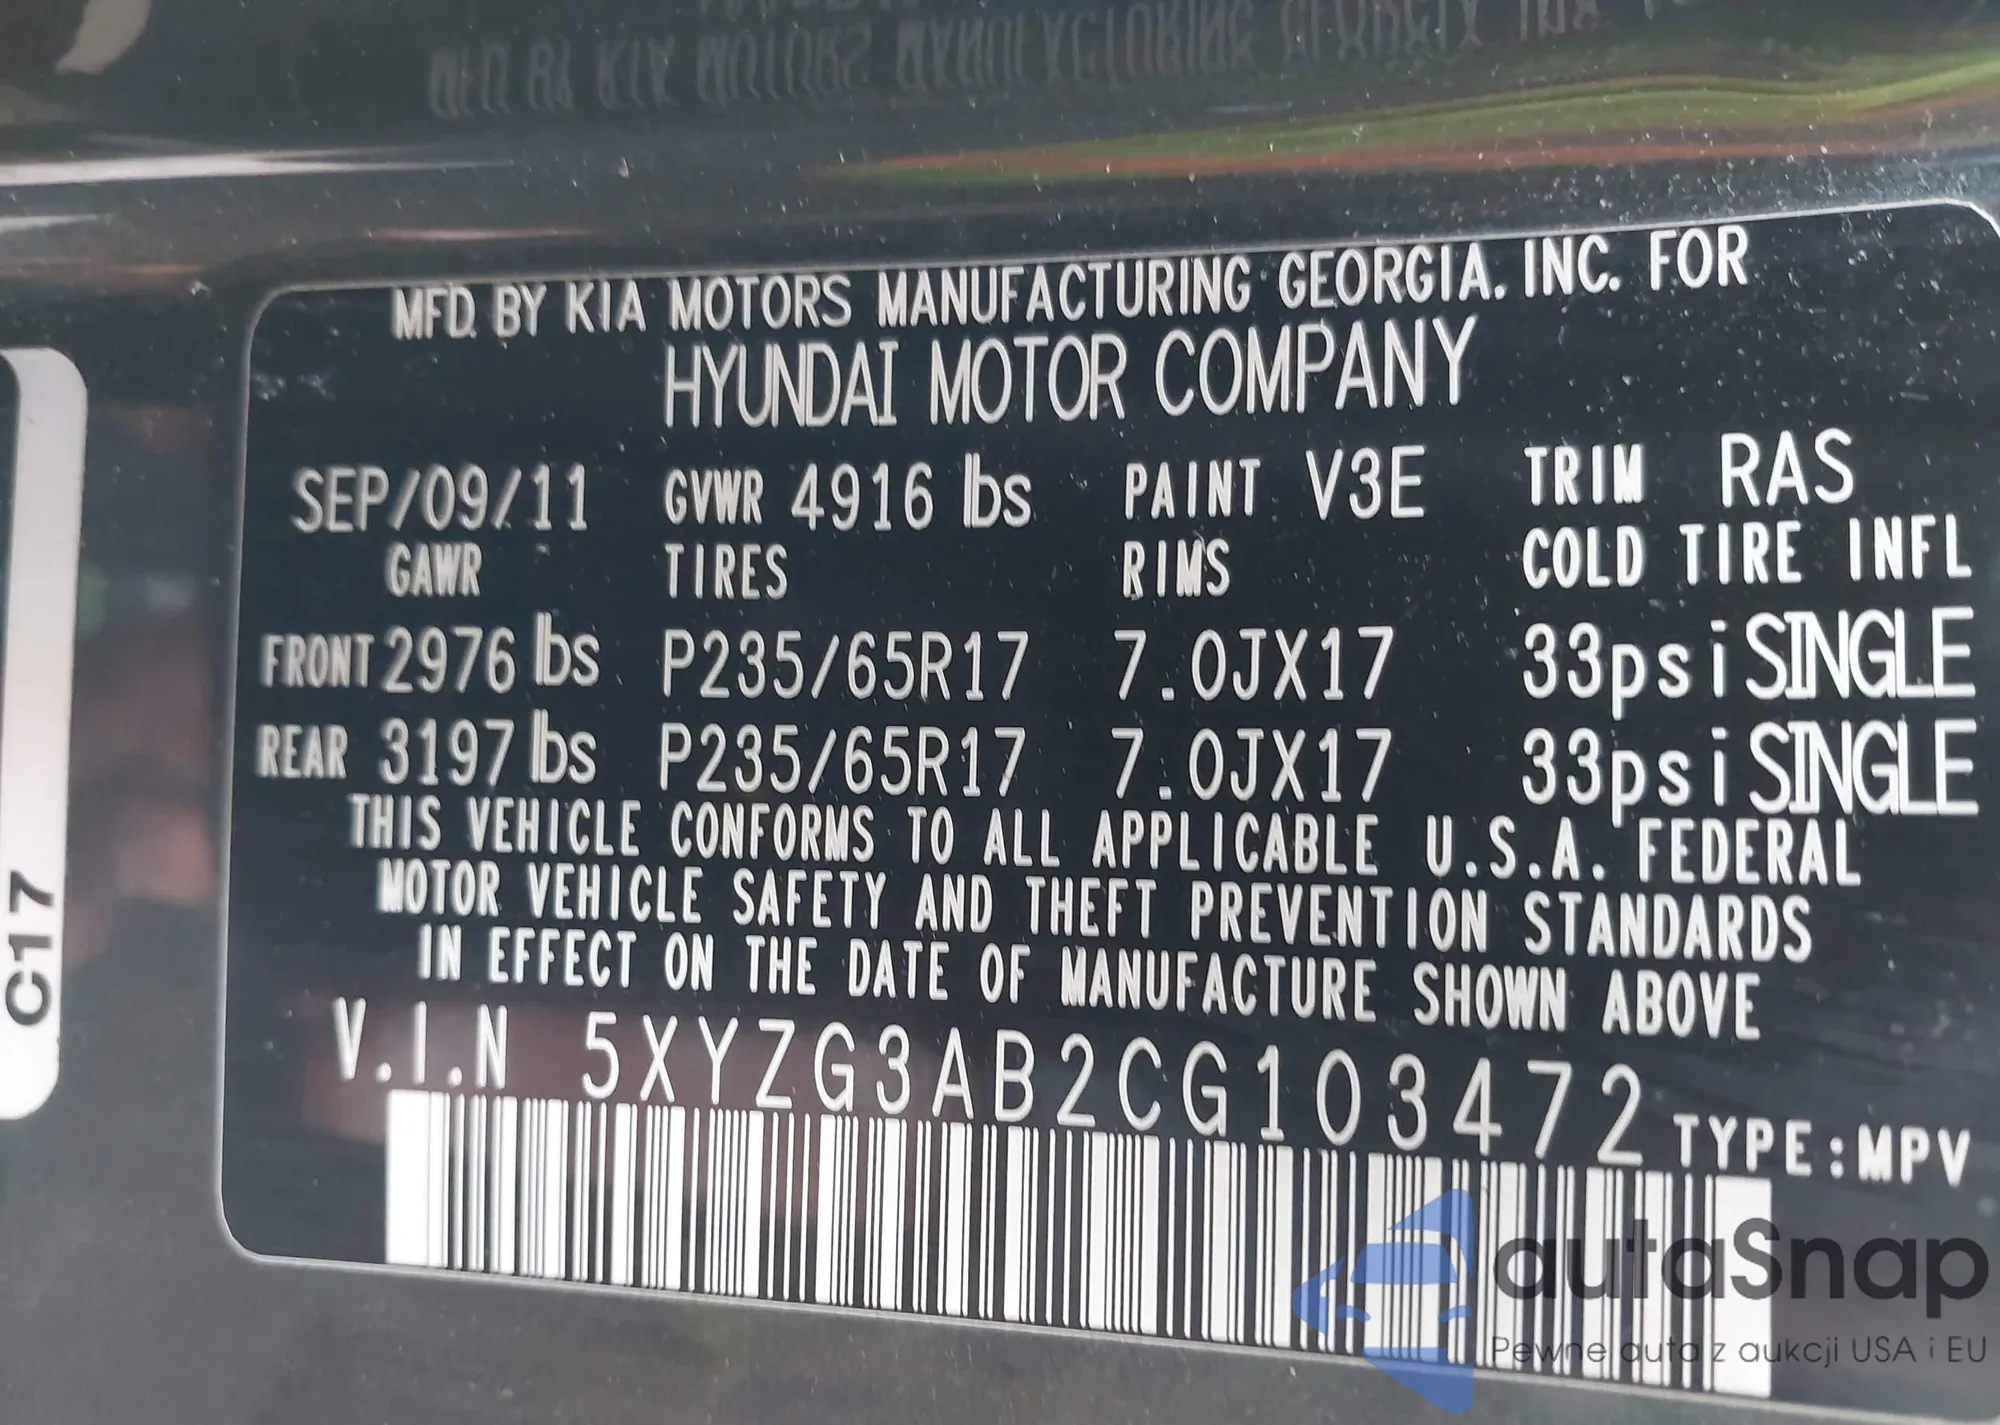 MFD. BY KIA MOTORS MANUFACTURING GEORGIA. INC. FOR
HYUNDAI MOTOR COMPANY
SEP/09/11 GVWR 4916 lbs PAINT V3E TRIM RAS
GAWR TIRES RIMS COLD TIRE INFL
FRONT 2976 lbs P235/65R17 7.0JX17 33psi SINGLE
REAR 3197 lbs P235/65R17 7.0JX17 33psi SINGLE
THIS VEHICLE CONFORMS TO ALL APPLICABLE U.S.A. FEDERAL
MOTOR VEHICLE SAFETY AND THEFT PREVENTION STANDARDS
IN EFFECT ON THE DATE OF MANUFACTURE SHOWN ABOVE
V.I.N 5XYZG3AB2CG103472 TYPE:MPV
C17
autaSnap
Pewne auta z aukcji USA i EU